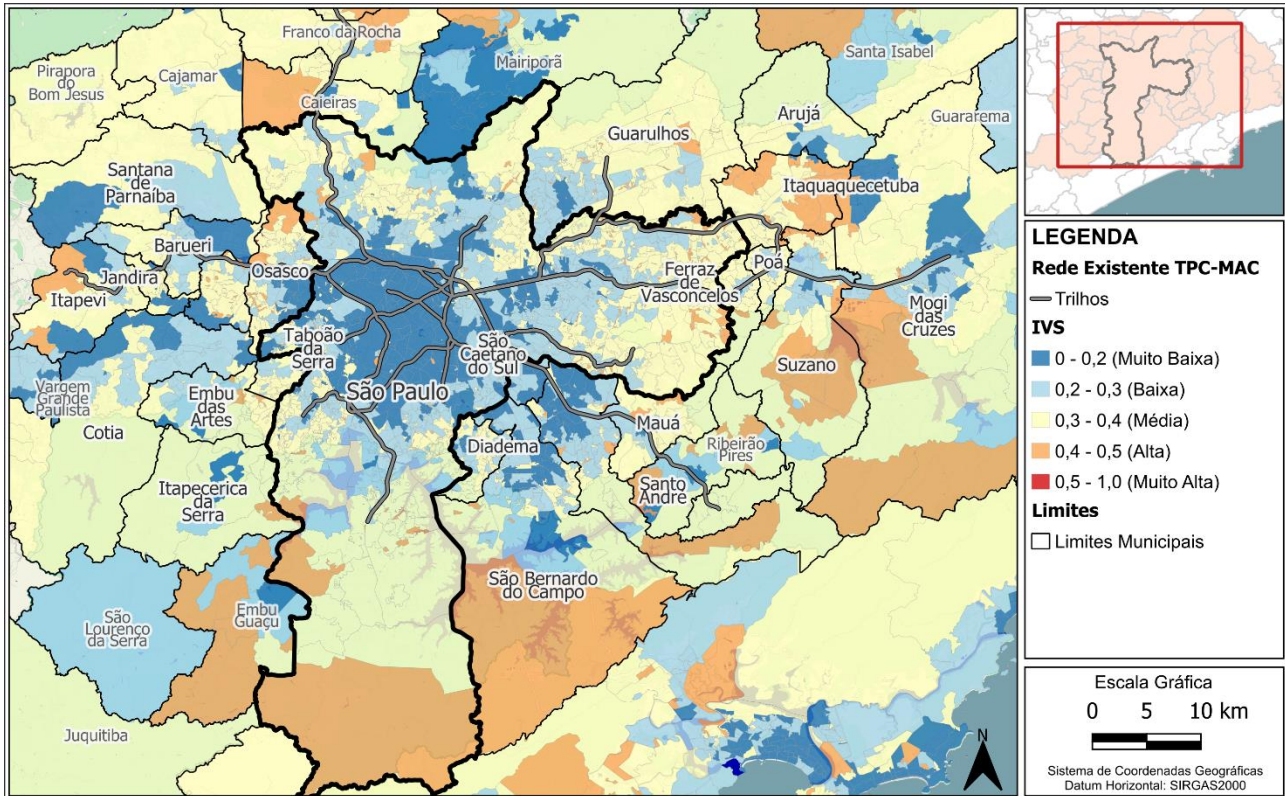 Franco da Rocha
Santa Isabel
Mairiporã
Pirapora
do
Bom Jesus
Cajamar
Caieiras
Arujá
Guararema
Guarulhos
Santana
de
Parnaíba
Itaquaquecetuba
Barueri
Poá
Osasco
Jandira
Ferraz
de
Vasconcelos
Itapevi
Mogi
das
Cruzes
Taboão
da
Serra
São
Caetano
do Sul
Suzano
Vargem
Grande
Paulista
São Paulo
Embu
das
Artes
Cotia
Mauá
Diadema
Ribeirão
Pires
Itapecerica
da
Serra
Santo
André
São Bernardo
do Campo
Embu
Guaçu
São
Lourenço
da Serra
Juquitiba
N
LEGENDA
Rede Existente TPC-MAC
Trilhos
IVS
0 - 0,2 (Muito Baixa)
0,2 - 0,3 (Baixa)
0,3 - 0,4 (Média)
0,4 - 0,5 (Alta)
0,5 - 1,0 (Muito Alta)
Limites
Limites Municipais
Escala Gráfica
0 5 10 km
Sistema de Coordenadas Geográficas
Datum Horizontal: SIRGAS2000